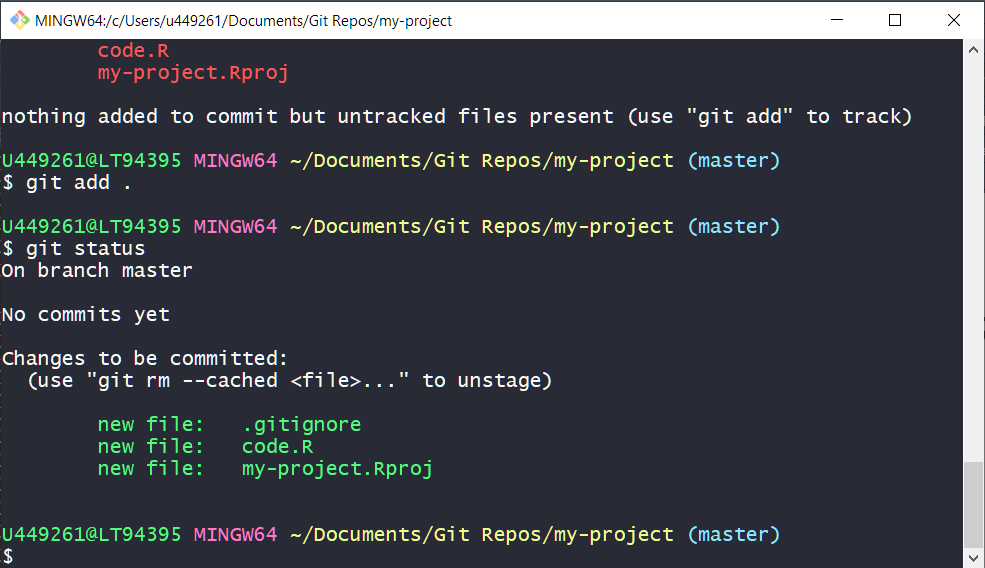 MINGW64:/c/Users/u449261/Documents/Git Repos/my-project
code.R
my-project.Rproj
nothing added to commit but untracked files present (use "git add" to track)
U449261@LT94395 MINGW64 ~/Documents/Git Repos/my-project (master)
$ git add .
U449261@LT94395 MINGW64 ~/Documents/Git Repos/my-project (master)
$ git status
On branch master
No commits yet
Changes to be committed:
(use "git rm --cached <file>..." to unstage)
new file: .gitignore
new file: code.R
new file: my-project.Rproj
U449261@LT94395 MINGW64 ~/Documents/Git Repos/my-project (master)
$